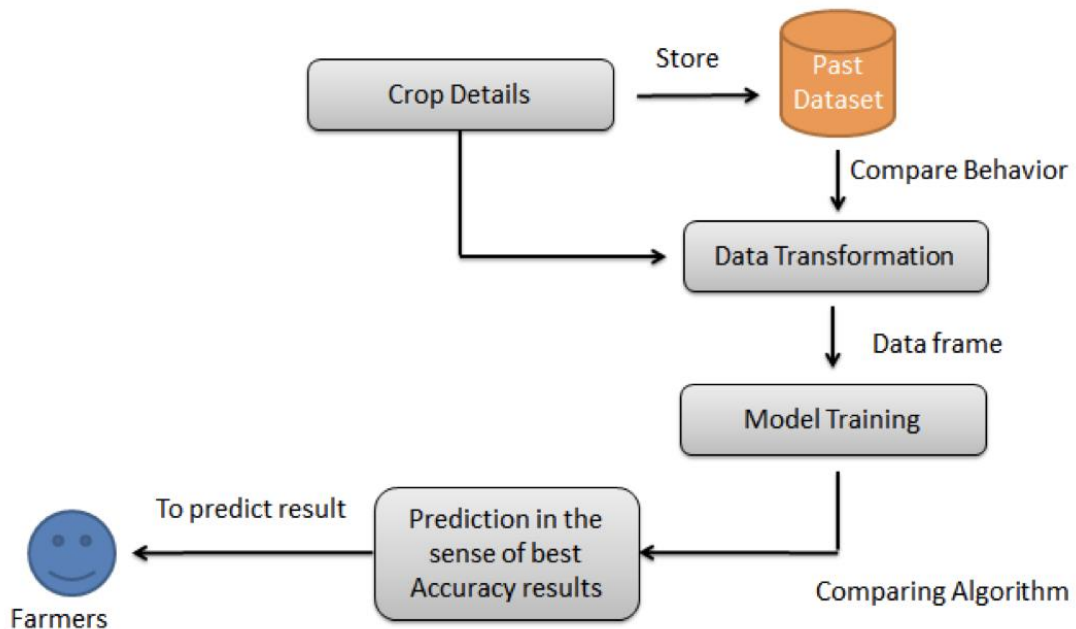 Store
Crop Details
Past
Dataset
Compare Behavior
Data Transformation
Data frame
Model Training
To predict result
Prediction in the
sense of best
Accuracy results
Comparing Algorithm
Farmers